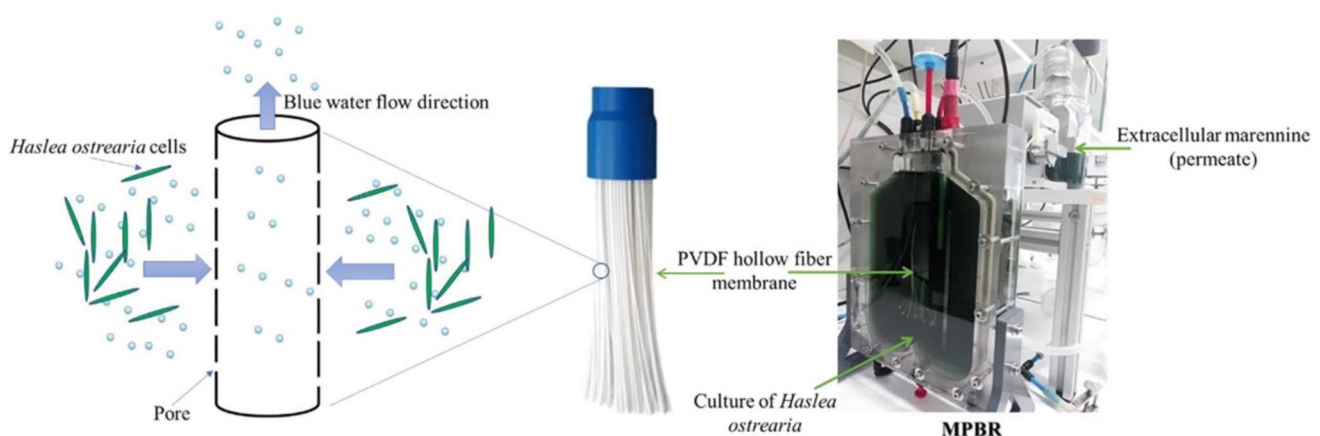 Blue water flow direction
Haslea ostrearia cells
Pore
PVDF hollow fiber
membrane
Extracellular marennine
(permeate)
Culture of Haslea
ostrearia
MPBR